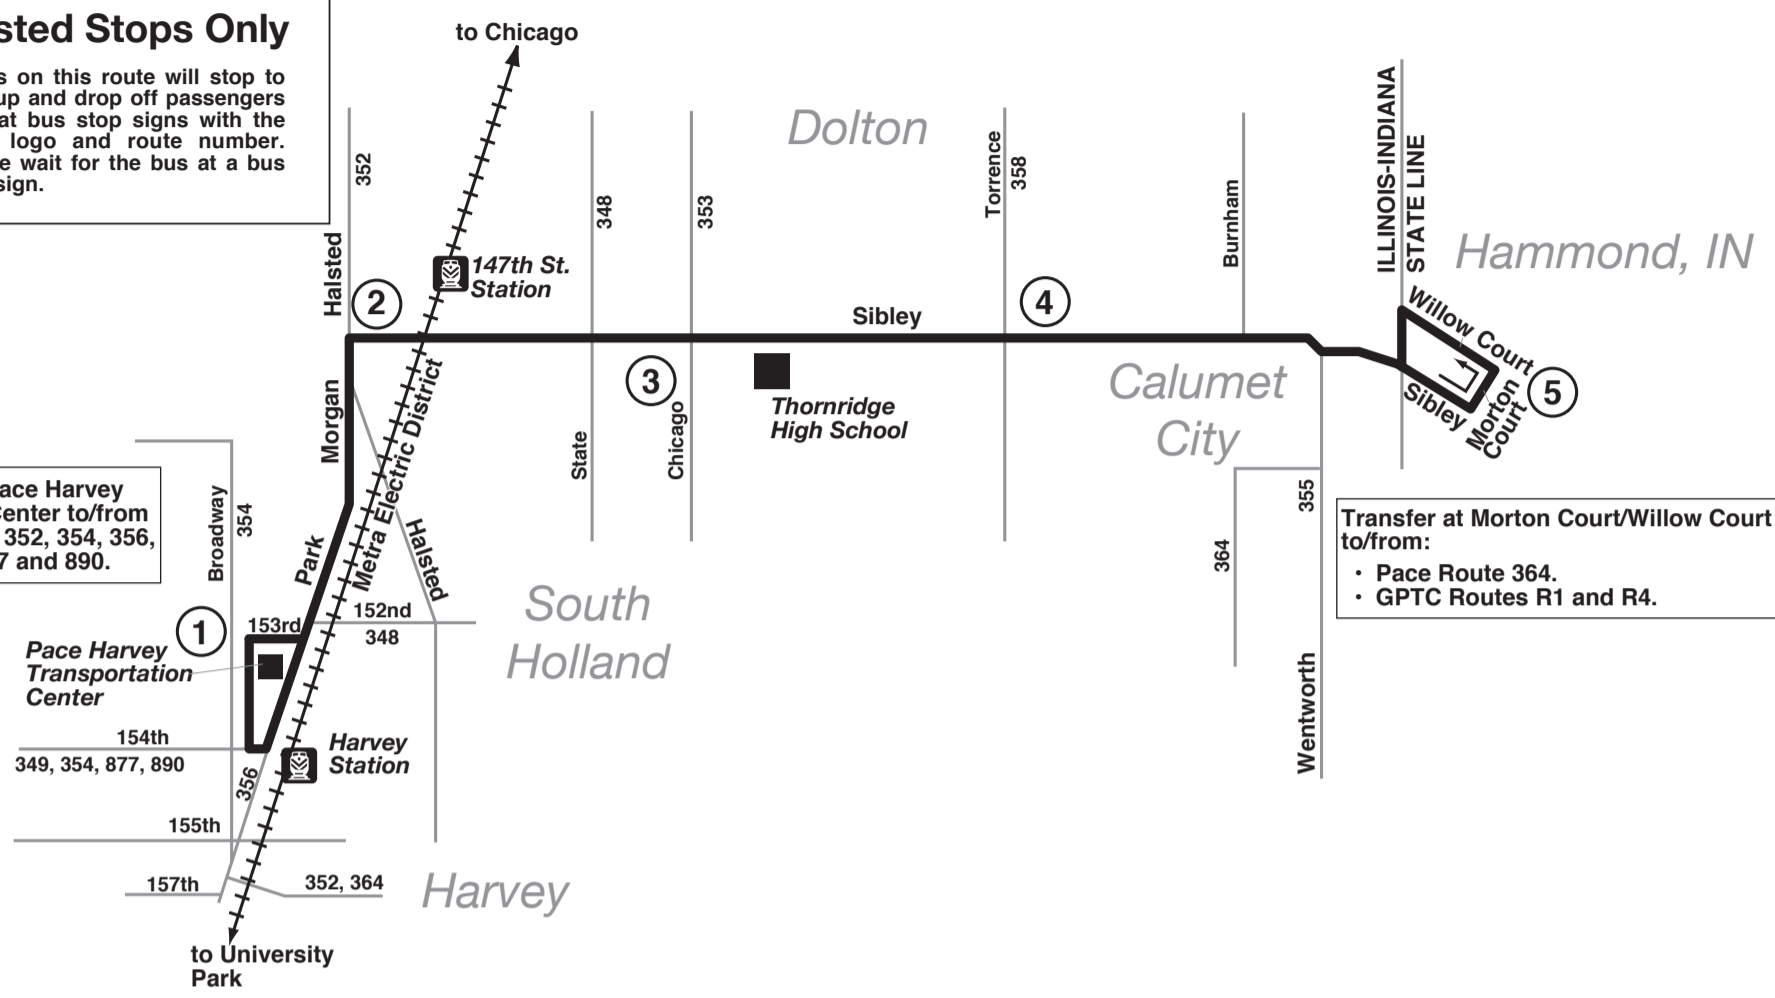 sted Stops Only
s on this route will stop to
up and drop off passengers
at bus stop signs with the
logo and route number.
e wait for the bus at a bus
sign.
to Chicago
352
Halsted
2
147th St.
Station
348
353
Dolton
Torrence
358
Burnham
ILLINOIS-INDIANA
STATE LINE
Hammond, IN
Sibley
4
Willow Court
Morton
Court
Sibley
5
Morgan
Metra Electric District
3
Thornridge
High School
Calumet
City
State
Chicago
ace Harvey
Center to/from
352, 354, 356,
7 and 890.
Broadway
354
Park
Halsted
355
364
Wentworth
Transfer at Morton Court/Willow Court
to/from:
• Pace Route 364.
• GPTC Routes R1 and R4.
1
153rd
152nd
348
South
Holland
Pace Harvey
Transportation
Center
154th
349, 354, 877, 890
356
Harvey
Station
155th
157th
352, 364
Harvey
to University
Park